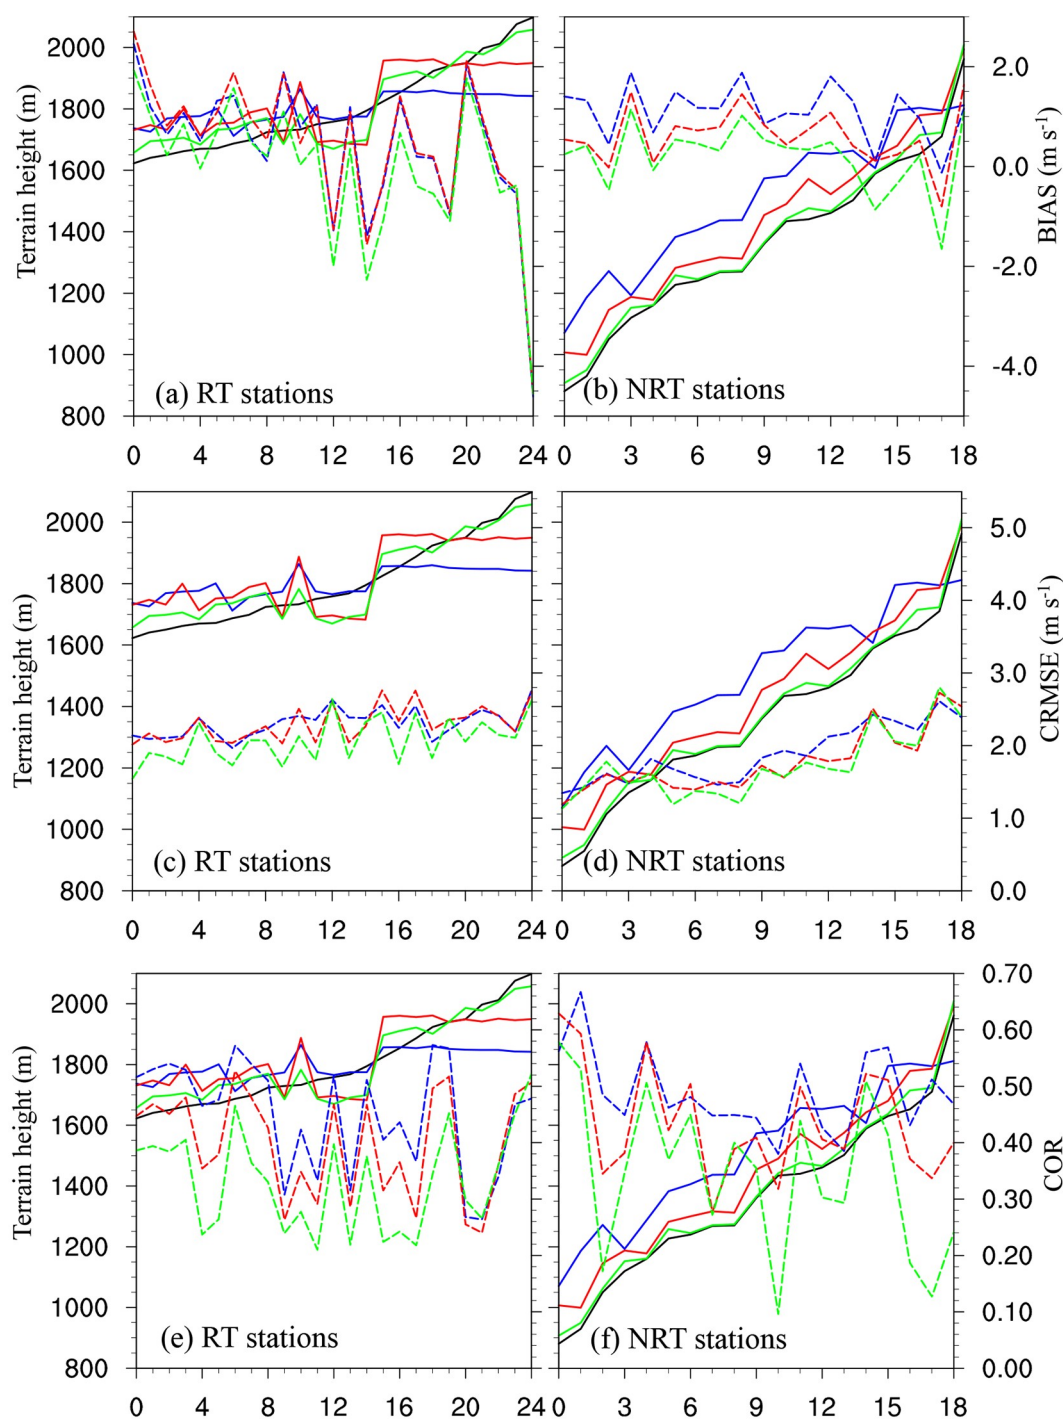 2000
1800
1600
1400
1200
1000
800
Terrain height (m)
(a) RT stations
0 4 8 12 16 20 24
(b) NRT stations
0 3 6 9 12 15 18
2.0
0.0
-2.0
-4.0
BIAS (m s-1)
2000
1800
1600
1400
1200
1000
800
Terrain height (m)
(c) RT stations
0 4 8 12 16 20 24
(d) NRT stations
0 3 6 9 12 15 18
5.0
4.0
3.0
2.0
1.0
0.0
CRMSE (m s-1)
2000
1800
1600
1400
1200
1000
800
Terrain height (m)
(e) RT stations
0 4 8 12 16 20 24
(f) NRT stations
0 3 6 9 12 15 18
0.70
0.60
0.50
0.40
0.30
0.20
0.10
0.00
COR